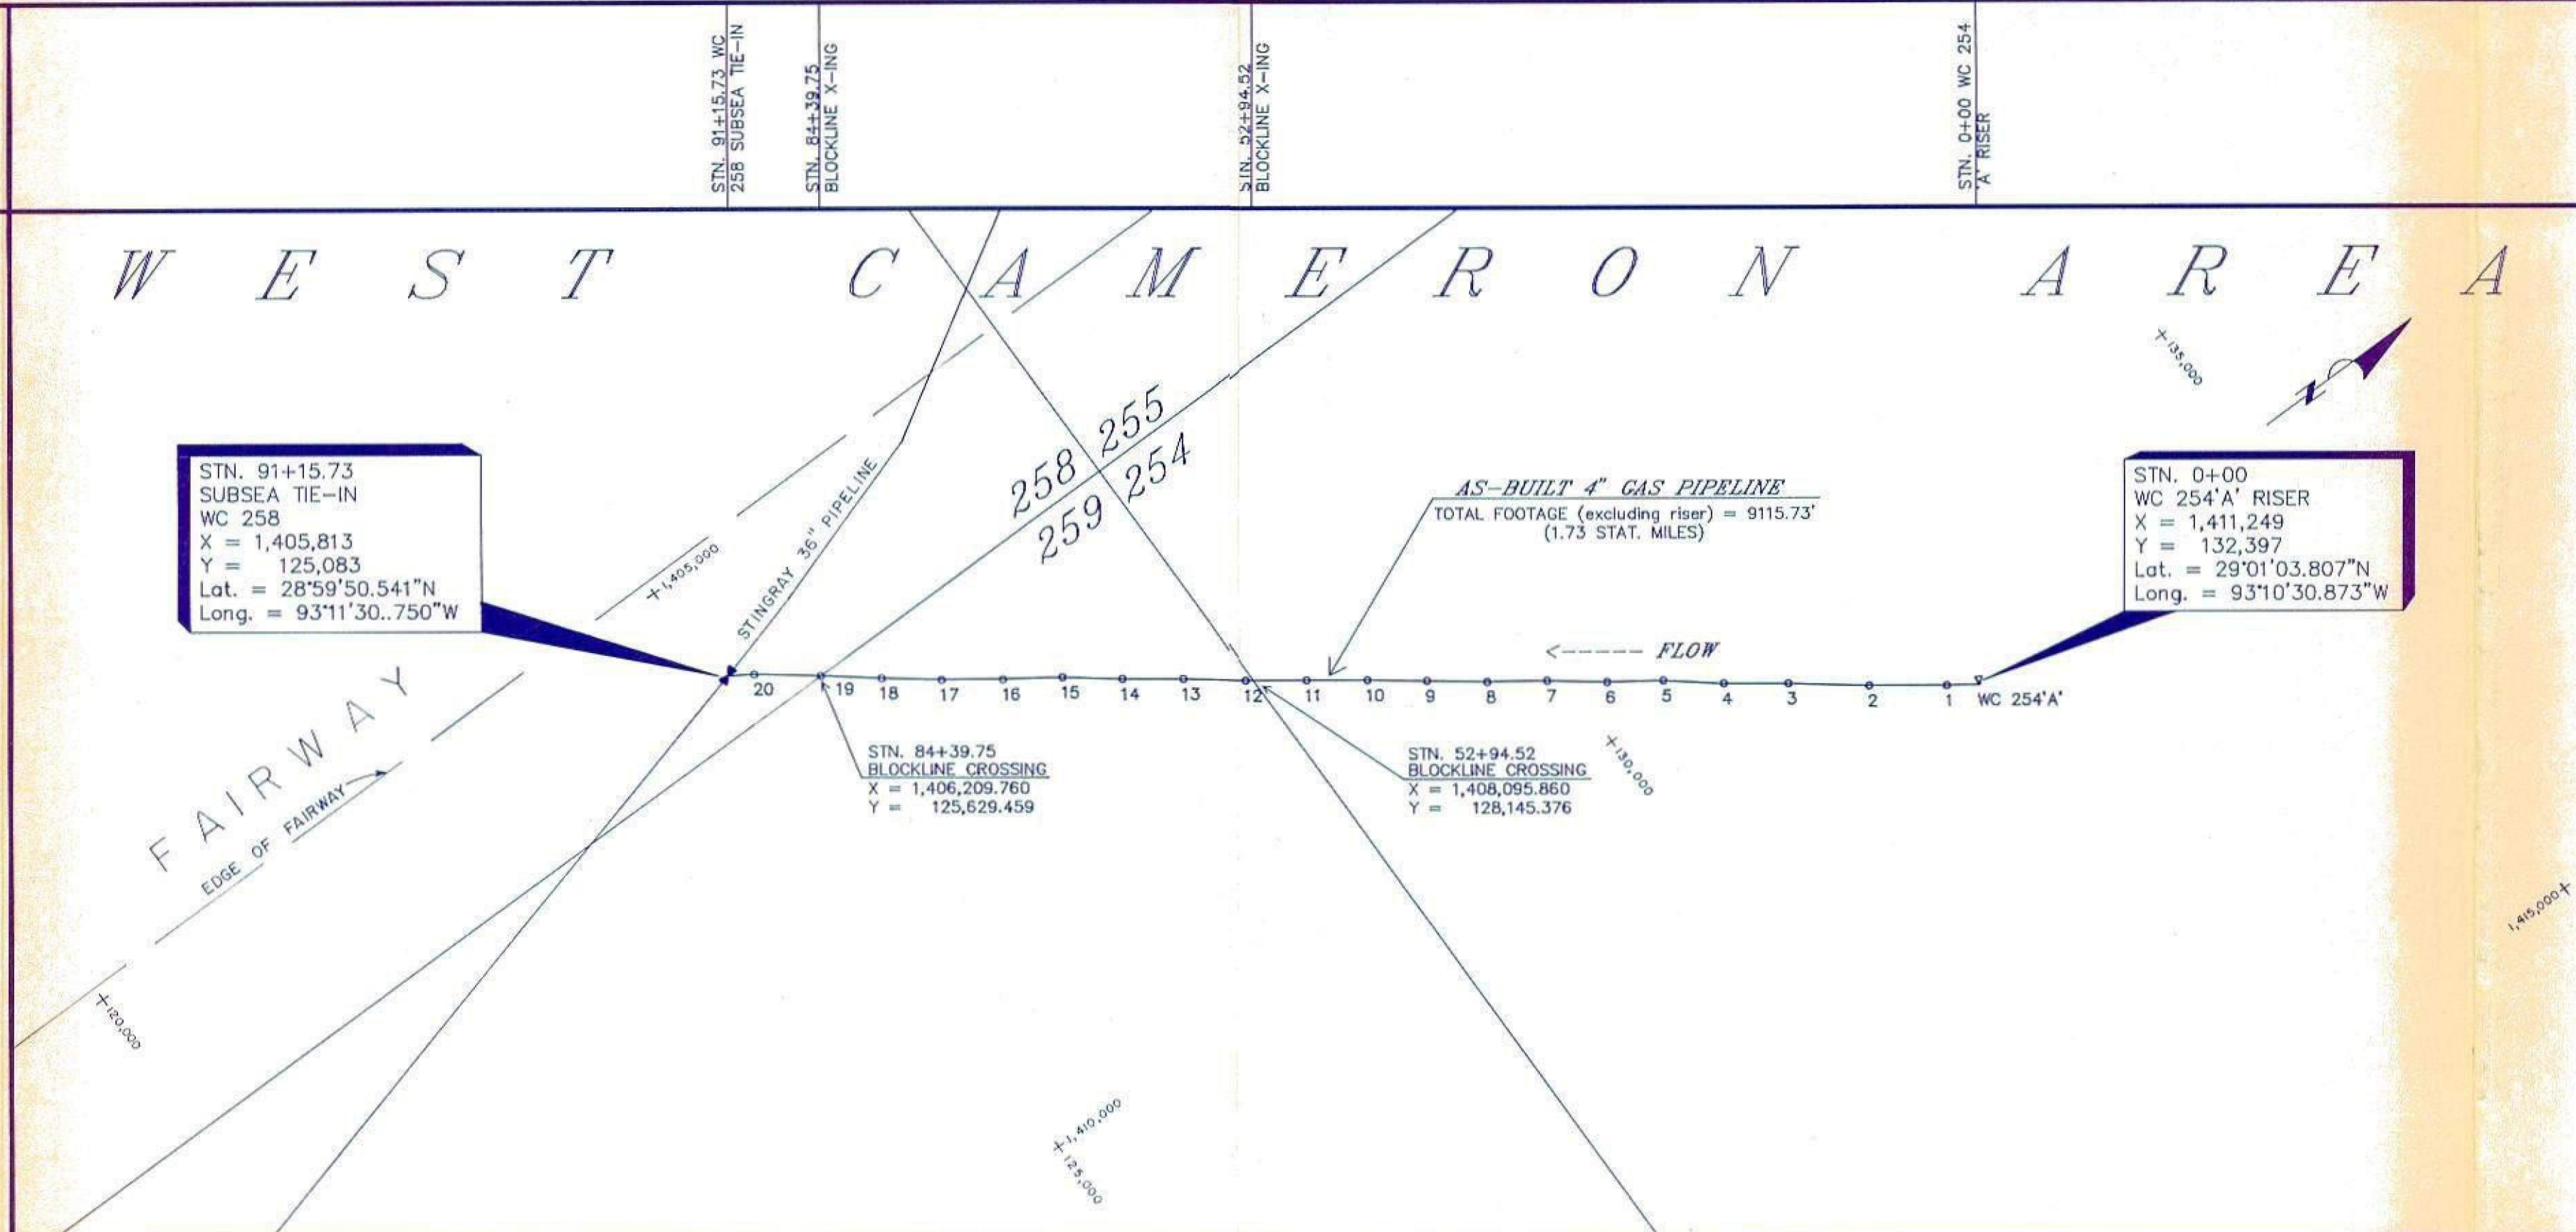 STN. 91+15.73 WC
258 SUBSEA TIE-IN
STN. 84+39.75
BLOCKLINE X-ING
STN. 52+94.52
BLOCKLINE X-ING
STN. 0+00 WC 254
'A' RISER
WEST CAMERON AREA
+135,000
N
258 255
259 254
STN. 91+15.73
SUBSEA TIE-IN
WC 258
X = 1,405,813
Y = 125,083
Lat. = 28°59'50.541"N
Long. = 93°11'30..750"W
+1,405,000
STINGRAY 36" PIPELINE
AS-BUILT 4" GAS PIPELINE
TOTAL FOOTAGE (excluding riser) = 9115.73'
(1.73 STAT. MILES)
STN. 0+00
WC 254'A' RISER
X = 1,411,249
Y = 132,397
Lat. = 29°01'03.807"N
Long. = 93°10'30.873"W
<----- FLOW
20 19 18 17 16 15 14 13 12 11 10 9 8 7 6 5 4 3 2 1 WC 254'A'
FAIRWAY
EDGE OF FAIRWAY
STN. 84+39.75
BLOCKLINE CROSSING
X = 1,406,209.760
Y = 125,629.459
STN. 52+94.52
BLOCKLINE CROSSING
X = 1,408,095.860
Y = 128,145.376
+130,000
1,415,000+
+120,000
+1,410,000
125,000